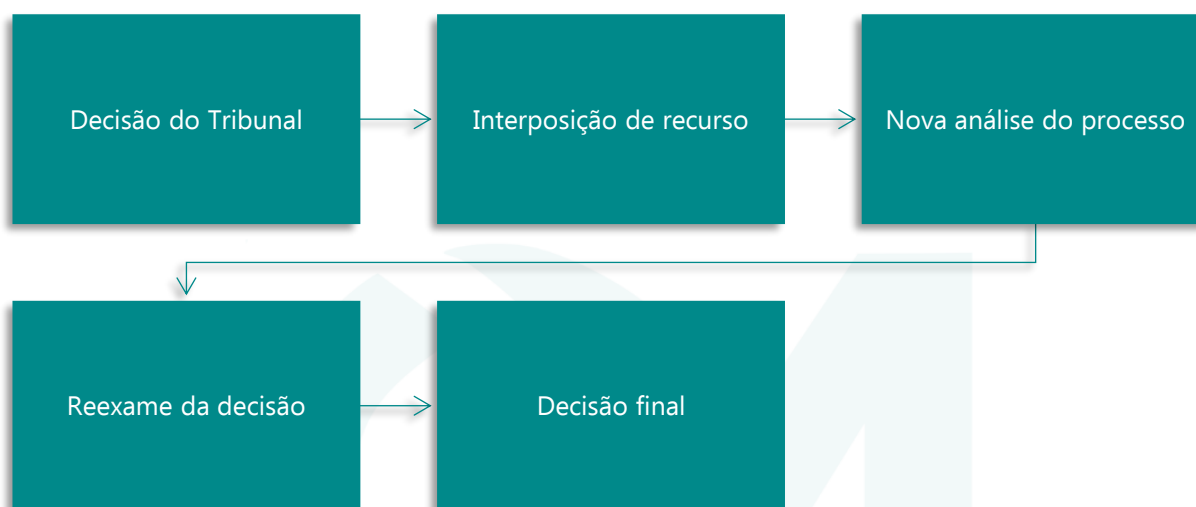 Decisão do Tribunal
Interposição de recurso
Nova análise do processo
Reexame da decisão
Decisão final